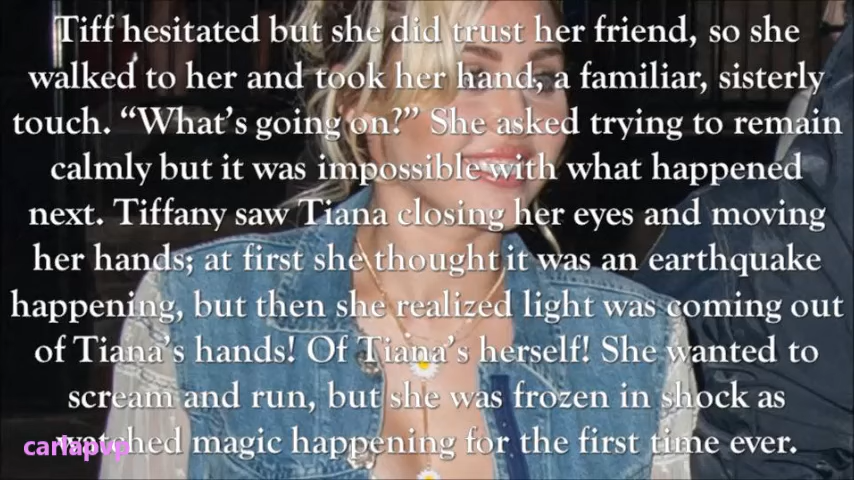 Tiff hesitated but she did trust her friend, so she
walked to her and took her hand, a familiar, sisterly
touch. “What’s going on?” She asked trying to remain
calmly but it was impossible with what happened
next. Tiffany saw Tiana closing her eyes and moving
her hands; at first she thought it was an earthquake
happening, but then she realized light was coming out
of Tiana’s hands! Of Tiana’s herself! She wanted to
scream and run, but she was frozen in shock as
watched magic happening for the first time ever.
carlapvp